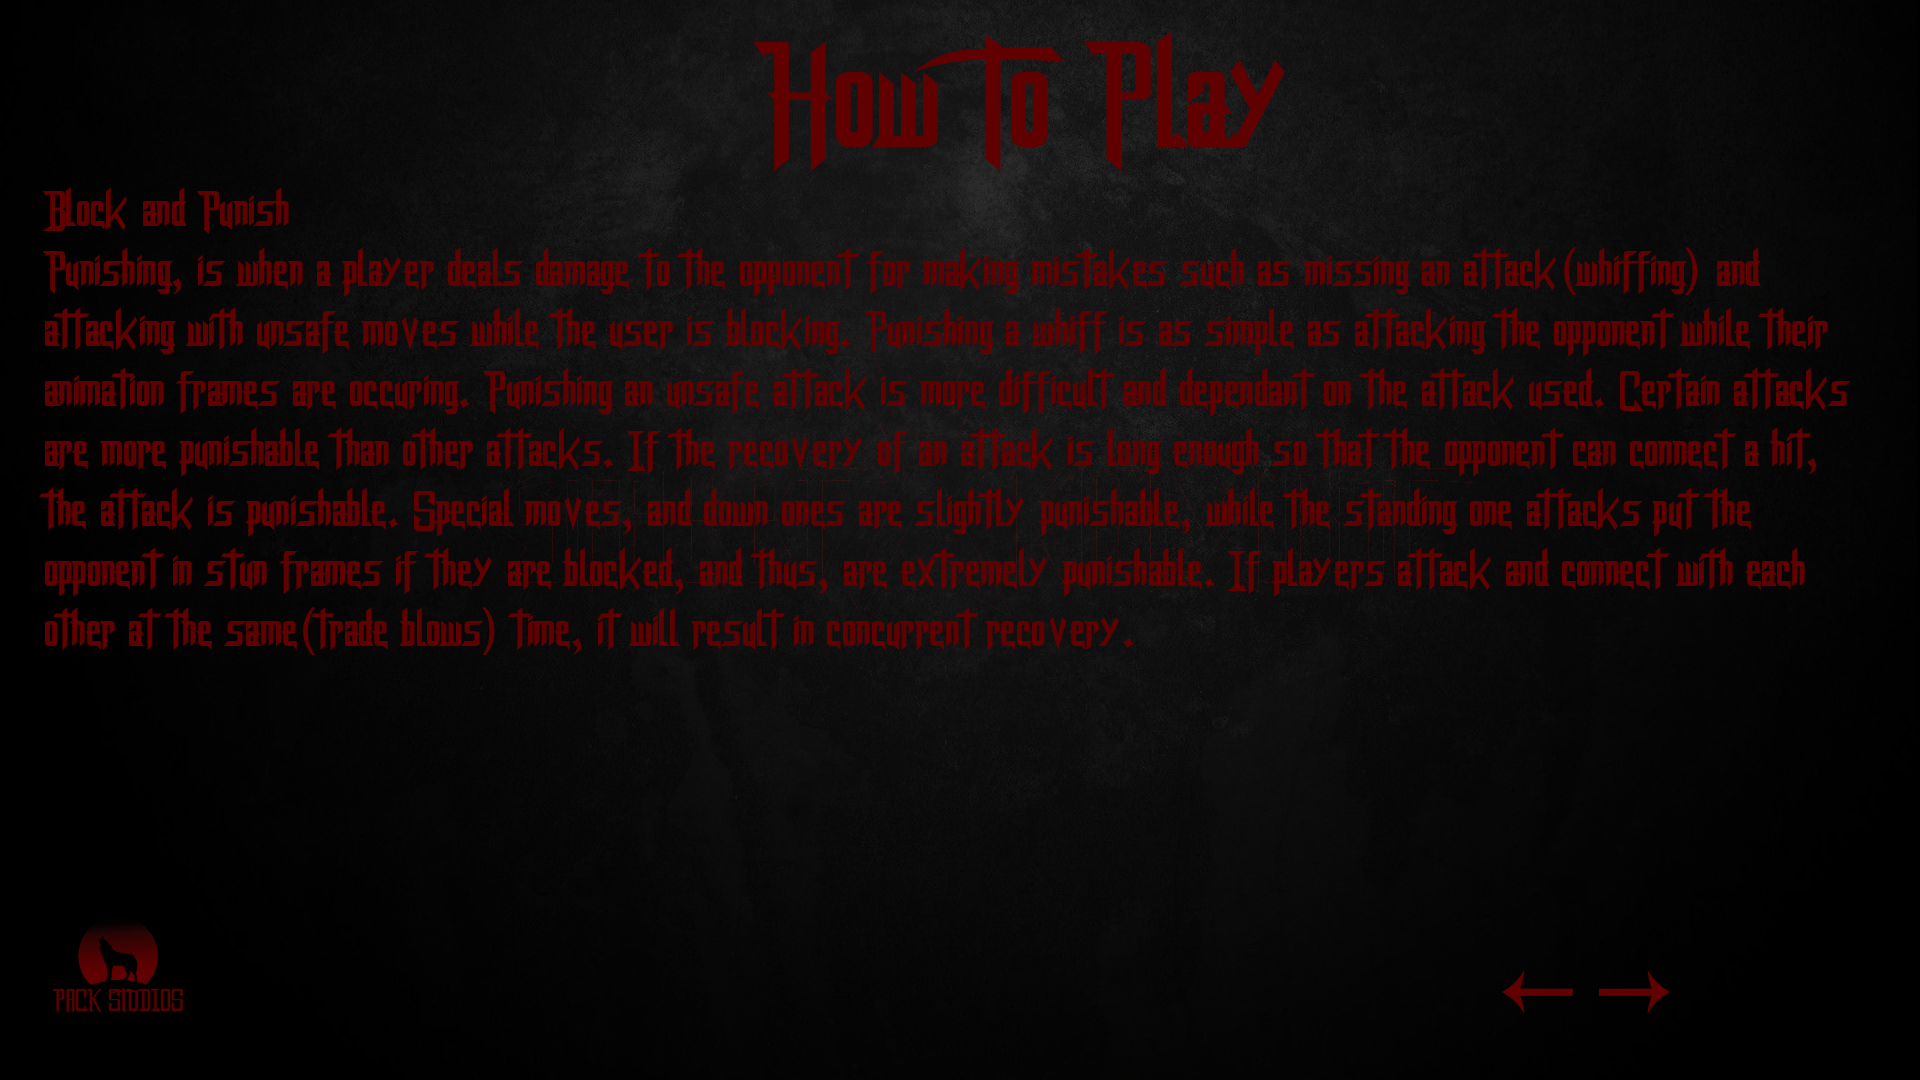 How To Play
Block and Punish
Punishing, is when a player deals damage to the opponent for making mistakes such as missing an attack(whiffing) and
attacking with unsafe moves while the user is blocking. Punishing a whiff is as simple as attacking the opponent while their
animation frames are occuring. Punishing an unsafe attack is more difficult and dependant on the attack used. Certain attacks
are more punishable than other attacks. If the recovery of an attack is long enough so that the opponent can connect a hit,
the attack is punishable. Special moves, and down ones are slightly punishable, while the standing one attacks put the
opponent in stun frames if they are blocked, and thus, are extremely punishable. If players attack and connect with each
other at the same(trade blows) time, it will result in concurrent recovery.
PACK STUDIOS